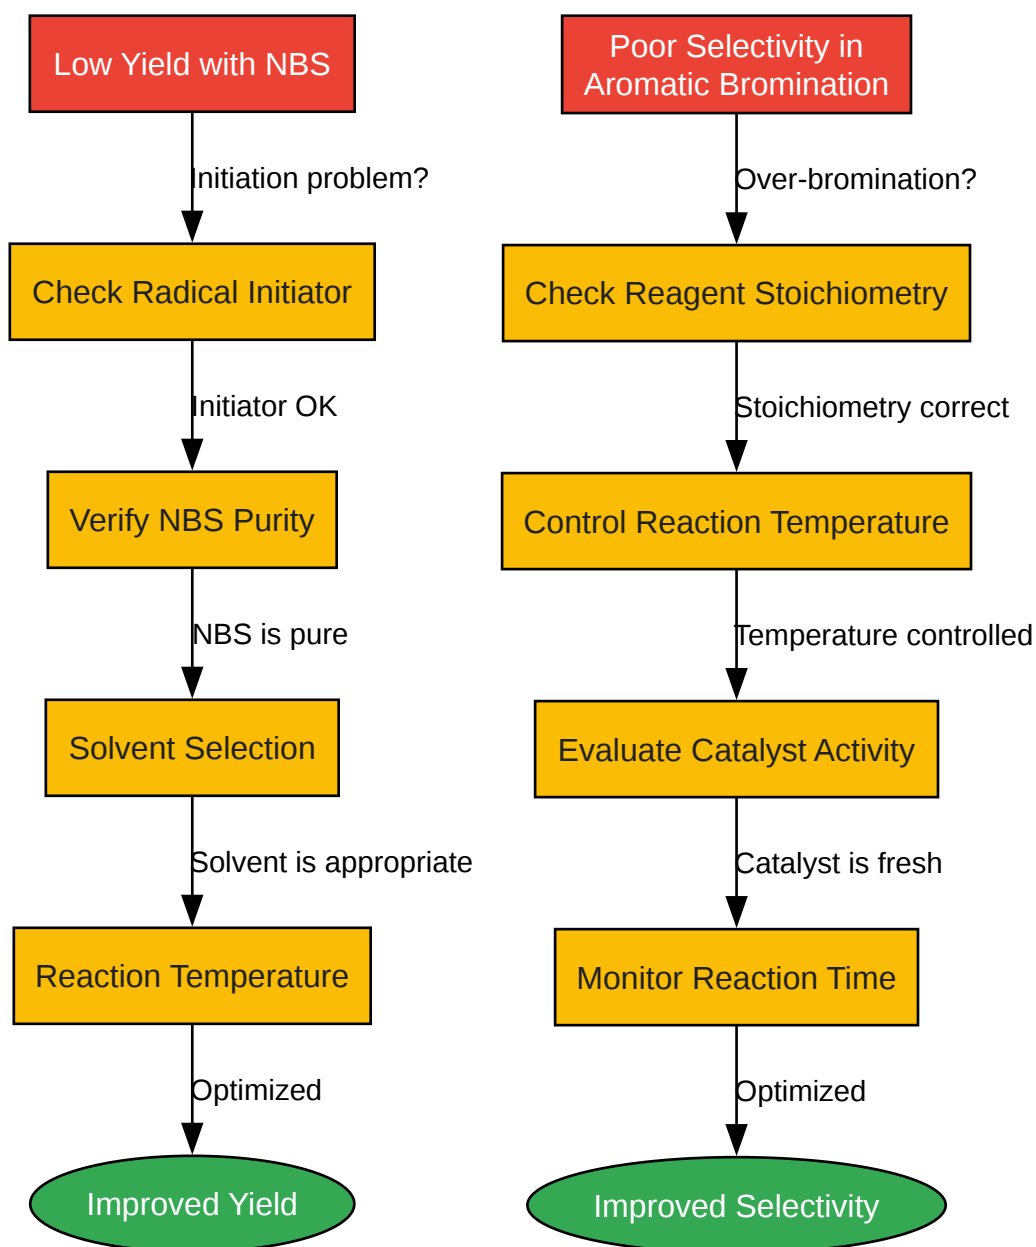 Low Yield with NBS
Initiation problem?
Check Radical Initiator
Initiator OK
Verify NBS Purity
NBS is pure
Solvent Selection
Solvent is appropriate
Reaction Temperature
Optimized
Improved Yield
Poor Selectivity in
Aromatic Bromination
Over-bromination?
Check Reagent Stoichiometry
Stoichiometry correct
Control Reaction Temperature
Temperature controlled
Evaluate Catalyst Activity
Catalyst is fresh
Monitor Reaction Time
Optimized
Improved Selectivity